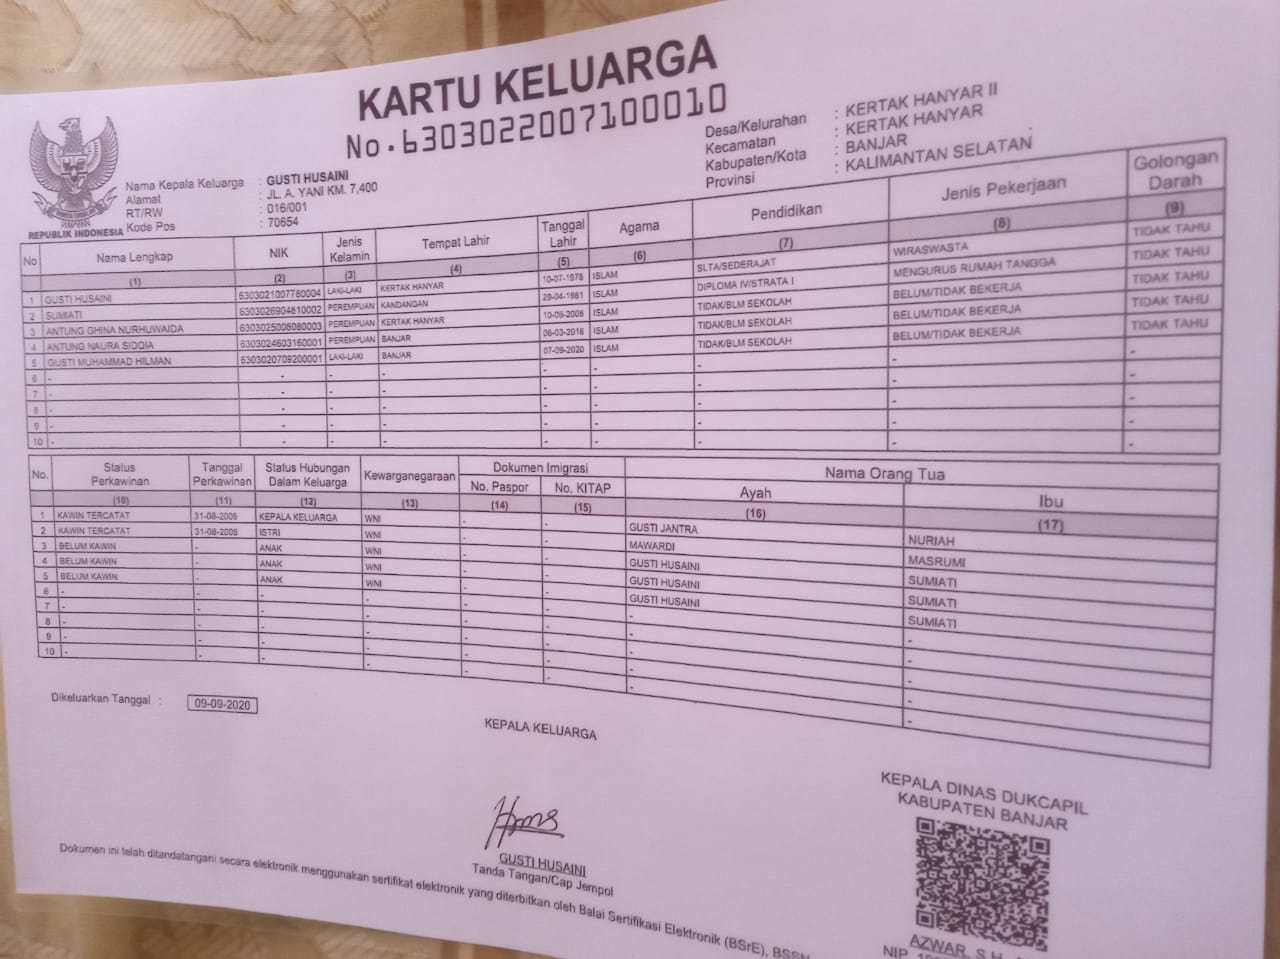 KARTU KELUARGA
No.6303022007100010
REPUBLIK INDONESIA
Nama Kepala Keluarga : GUSTI HUSAINI
Alamat : JL. A. YANI KM. 7,400
RT/RW : 016/001
Kode Pos : 70654
Desa/Kelurahan : KERTAK HANYAR II
Kecamatan : KERTAK HANYAR
Kabupaten/Kota : BANJAR
Provinsi : KALIMANTAN SELATAN
No Nama Lengkap NIK Jenis Kelamin Tempat Lahir Tanggal Lahir Agama Pendidikan Jenis Pekerjaan Golongan Darah
(1) (2) (3) (4) (5) (6) (7) (8) (9)
1 GUSTI HUSAINI 6303021007780004 LAKI-LAKI KERTAK HANYAR 10-07-1978 ISLAM SLTA/SEDERAJAT WIRASWASTA TIDAK TAHU
2 SUMIATI 6303026904810002 PEREMPUAN KANDANGAN 29-04-1981 ISLAM DIPLOMA IV/STRATA I MENGURUS RUMAH TANGGA TIDAK TAHU
3 ANTUNG GHINA NURHUWAIDA 6303025006080003 PEREMPUAN KERTAK HANYAR 10-06-2008 ISLAM TIDAK/BLM SEKOLAH BELUM/TIDAK BEKERJA TIDAK TAHU
4 ANTUNG NAURA SIDQIA 6303024603160001 PEREMPUAN BANJAR 06-03-2016 ISLAM TIDAK/BLM SEKOLAH BELUM/TIDAK BEKERJA TIDAK TAHU
5 GUSTI MUHAMMAD HILMAN 6303020709200001 LAKI-LAKI BANJAR 07-09-2020 ISLAM TIDAK/BLM SEKOLAH BELUM/TIDAK BEKERJA TIDAK TAHU
6 - - - - - - - - -
7 - - - - - - - - -
8 - - - - - - - - -
9 - - - - - - - - -
10 - - - - - - - - -
No. Status Perkawinan Tanggal Perkawinan Status Hubungan Dalam Keluarga Kewarganegaraan Dokumen Imigrasi Nama Orang Tua
No. Paspor No. KITAP Ayah Ibu
(10) (11) (12) (13) (14) (15) (16) (17)
1 KAWIN TERCATAT 31-08-2006 KEPALA KELUARGA WNI - - GUSTI JANTRA NURIAH
2 KAWIN TERCATAT 31-08-2006 ISTRI WNI - - MAWARDI MASRUMI
3 BELUM KAWIN - ANAK WNI - - GUSTI HUSAINI SUMIATI
4 BELUM KAWIN - ANAK WNI - - GUSTI HUSAINI SUMIATI
5 BELUM KAWIN - ANAK WNI - - GUSTI HUSAINI SUMIATI
6 - - - - - - - -
7 - - - - - - - -
8 - - - - - - - -
9 - - - - - - - -
10 - - - - - - - -
Dikeluarkan Tanggal : 09-09-2020
KEPALA KELUARGA
GUSTI HUSAINI
Tanda Tangan/Cap Jempol
KEPALA DINAS DUKCAPIL
KABUPATEN BANJAR
AZWAR, S.H
NIP.
Dokumen ini telah ditandatangani secara elektronik menggunakan sertifikat elektronik yang diterbitkan oleh Balai Sertifikasi Elektronik (BSrE), BSSN